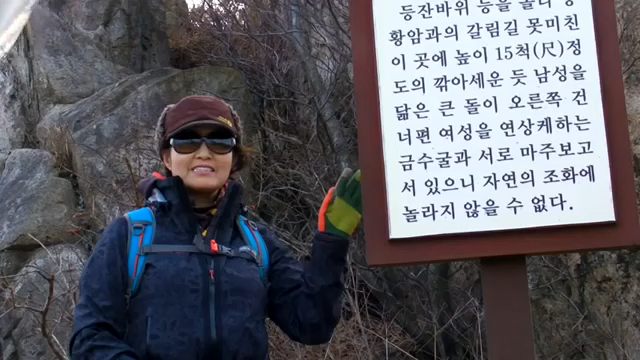 등잔바위 등을 돌아
황암과의 갈림길 못미친
이 곳에 높이 15척(尺)정
도의 깎아세운 듯 남성을
닮은 큰 돌이 오른쪽 건
너편 여성을 연상케하는
금수굴과 서로 마주보고
서 있으니 자연의 조화에
놀라지 않을 수 없다.